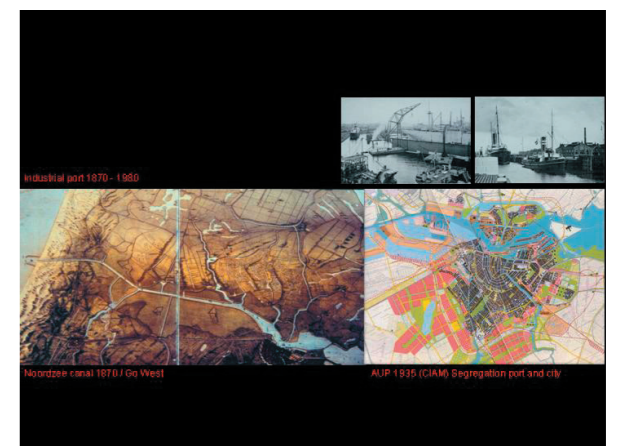 Industrial port 1870 - 1980
Noordzee canal 1870 / Go West
AUP 1935 (CIAM) Segregation port and city